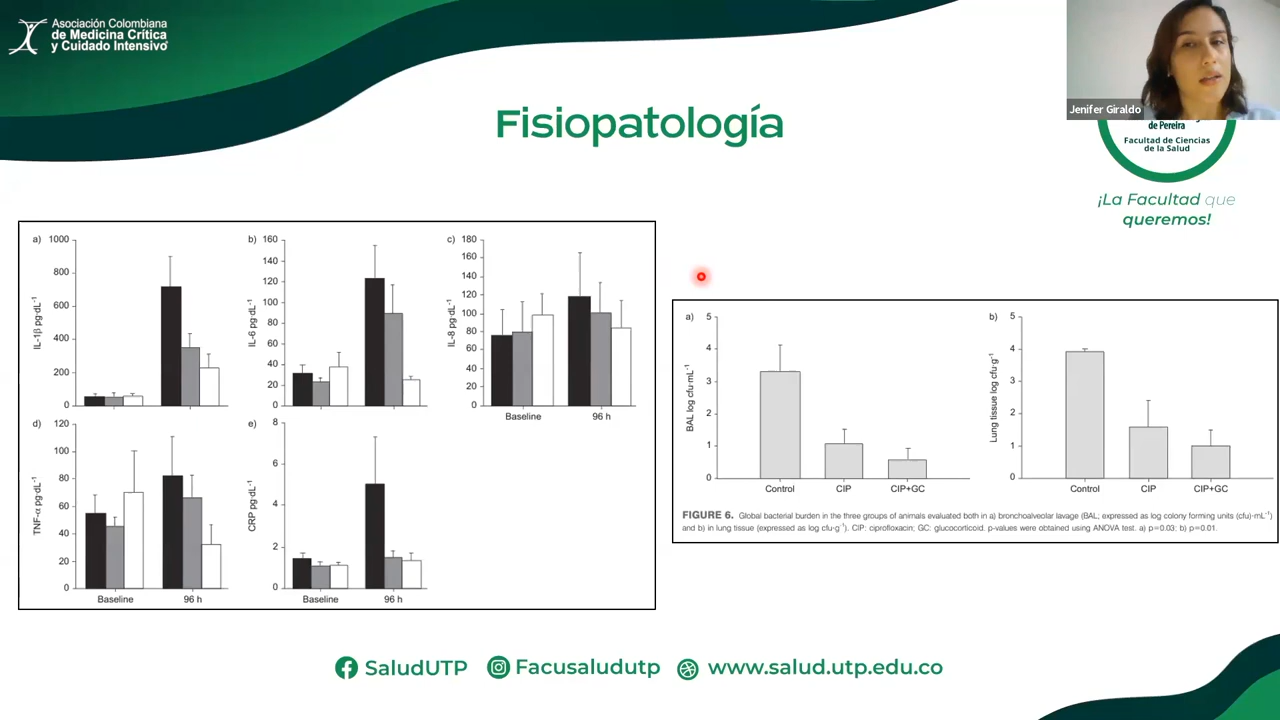 Asociación Colombiana
de Medicina Crítica
y Cuidado Intensivo
Jenifer Giraldo
de Pereira
Facultad de Ciencias
de la Salud
¡La Facultad que
queremos!
Fisiopatología
a)
1000
800
600
400
200
0
IL-1β pg·dL-1
b)
160
140
120
100
80
60
40
20
0
IL-6 pg·dL-1
c)
180
160
140
120
100
80
60
40
20
0
IL-8 pg·dL-1
Baseline
96 h
d)
120
100
80
60
40
20
0
TNF-α pg·dL-1
Baseline
96 h
e)
8
6
4
2
0
CRP pg·dL-1
Baseline
96 h
a)
5
4
3
2
1
0
BAL log cfu·mL-1
Control
CIP
CIP+GC
b)
5
4
3
2
1
0
Lung tissue log cfu·g-1
Control
CIP
CIP+GC
FIGURE 6. Global bacterial burden in the three groups of animals evaluated both in a) bronchoalveolar lavage (BAL; expressed as log colony forming units (cfu)·mL-1)
and b) in lung tissue (expressed as log cfu·g-1). CIP: ciprofloxacin; GC: glucocorticoid. p-values were obtained using ANOVA test. a) p=0.03; b) p=0.01.
SaludUTP
Facusaludutp
www.salud.utp.edu.co